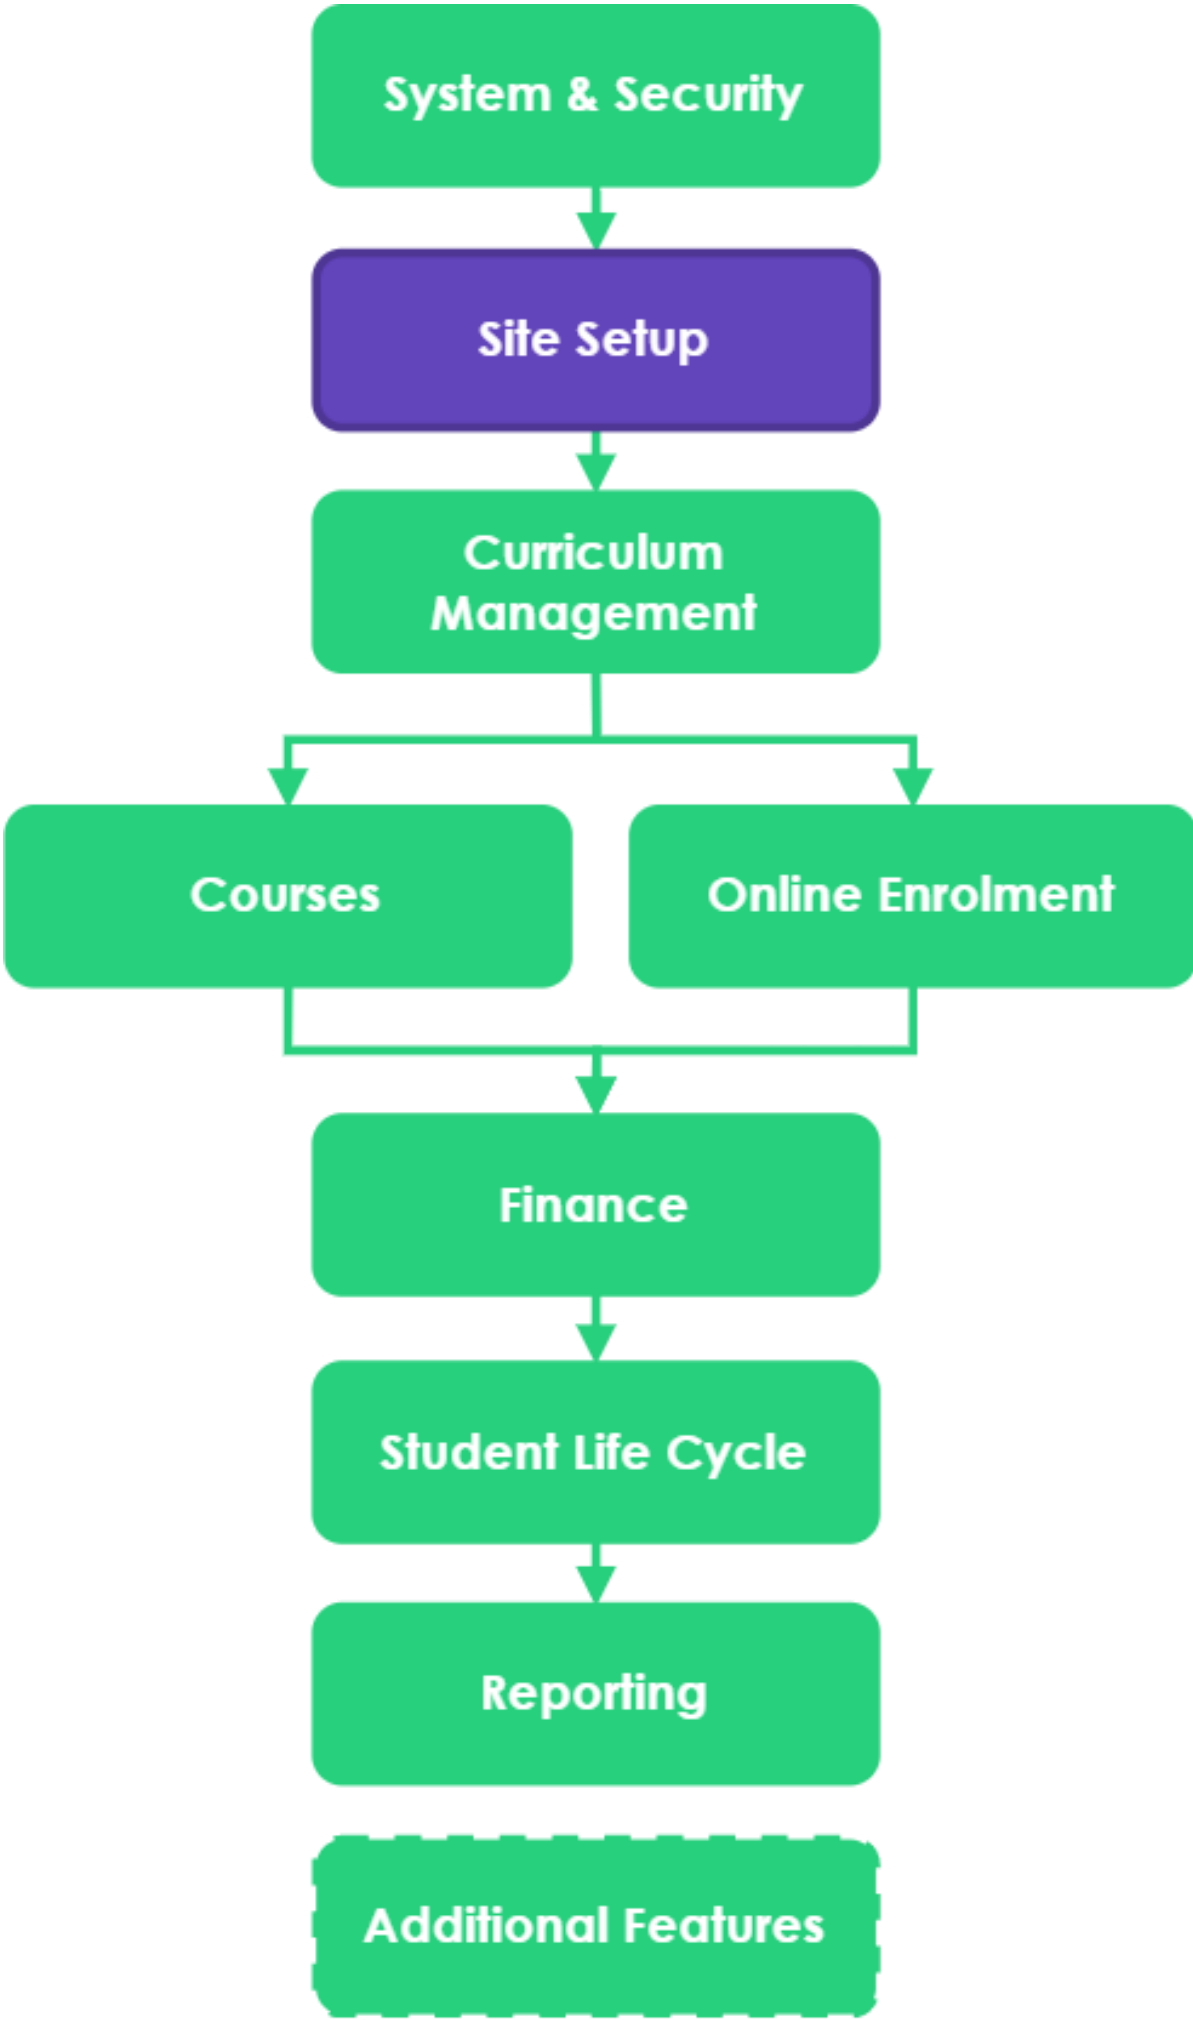 System & Security
Site Setup
Curriculum
Management
Courses
Online Enrolment
Finance
Student Life Cycle
Reporting
Additional Features